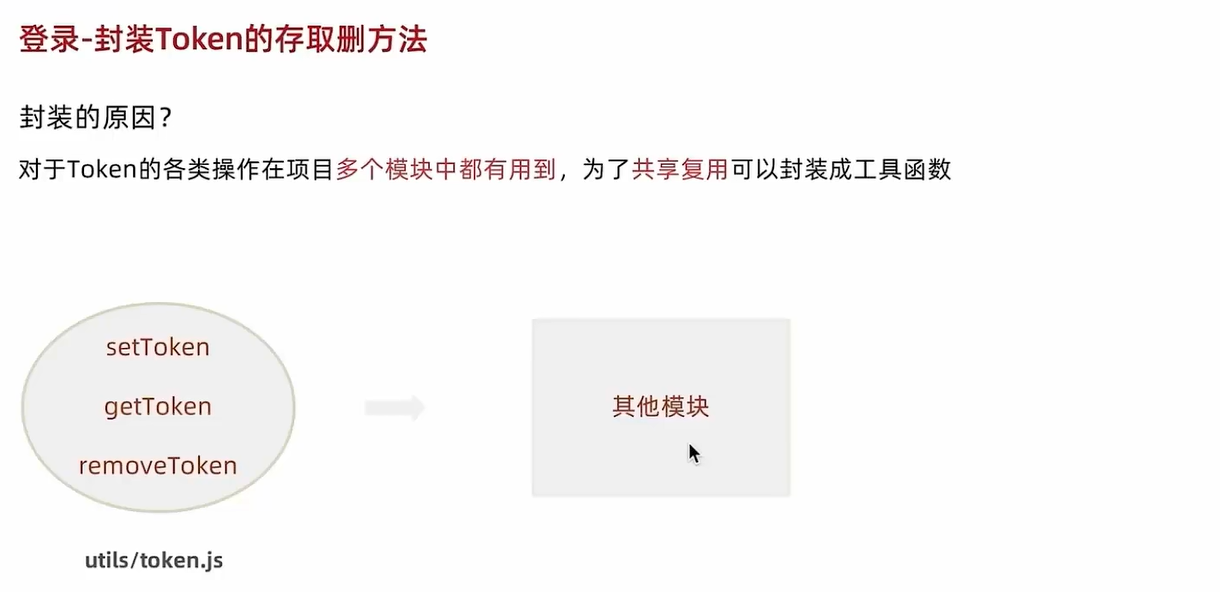 登录-封装Token的存取删方法
封装的原因？
对于Token的各类操作在项目多个模块中都有用到，为了共享复用可以封装成工具函数
setToken
getToken
removeToken
其他模块
utils/token.js